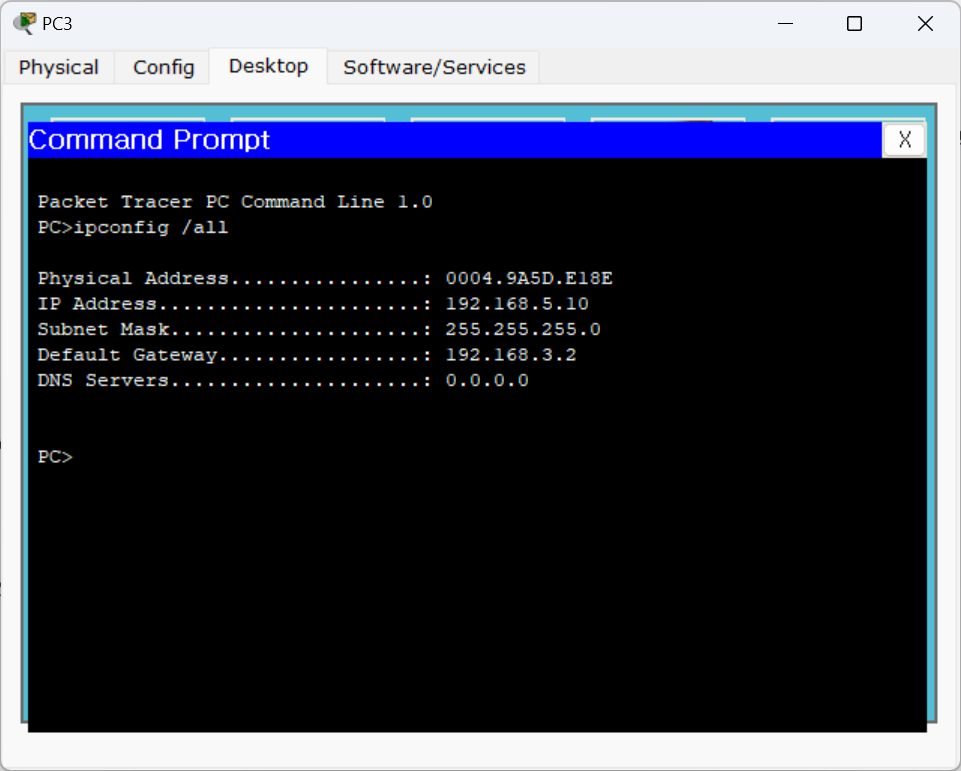 PC3
Physical Config Desktop Software/Services
Command Prompt X
Packet Tracer PC Command Line 1.0
PC>ipconfig /all
Physical Address................: 0004.9A5D.E18E
IP Address......................: 192.168.5.10
Subnet Mask.....................: 255.255.255.0
Default Gateway.................: 192.168.3.2
DNS Servers.....................: 0.0.0.0
PC>